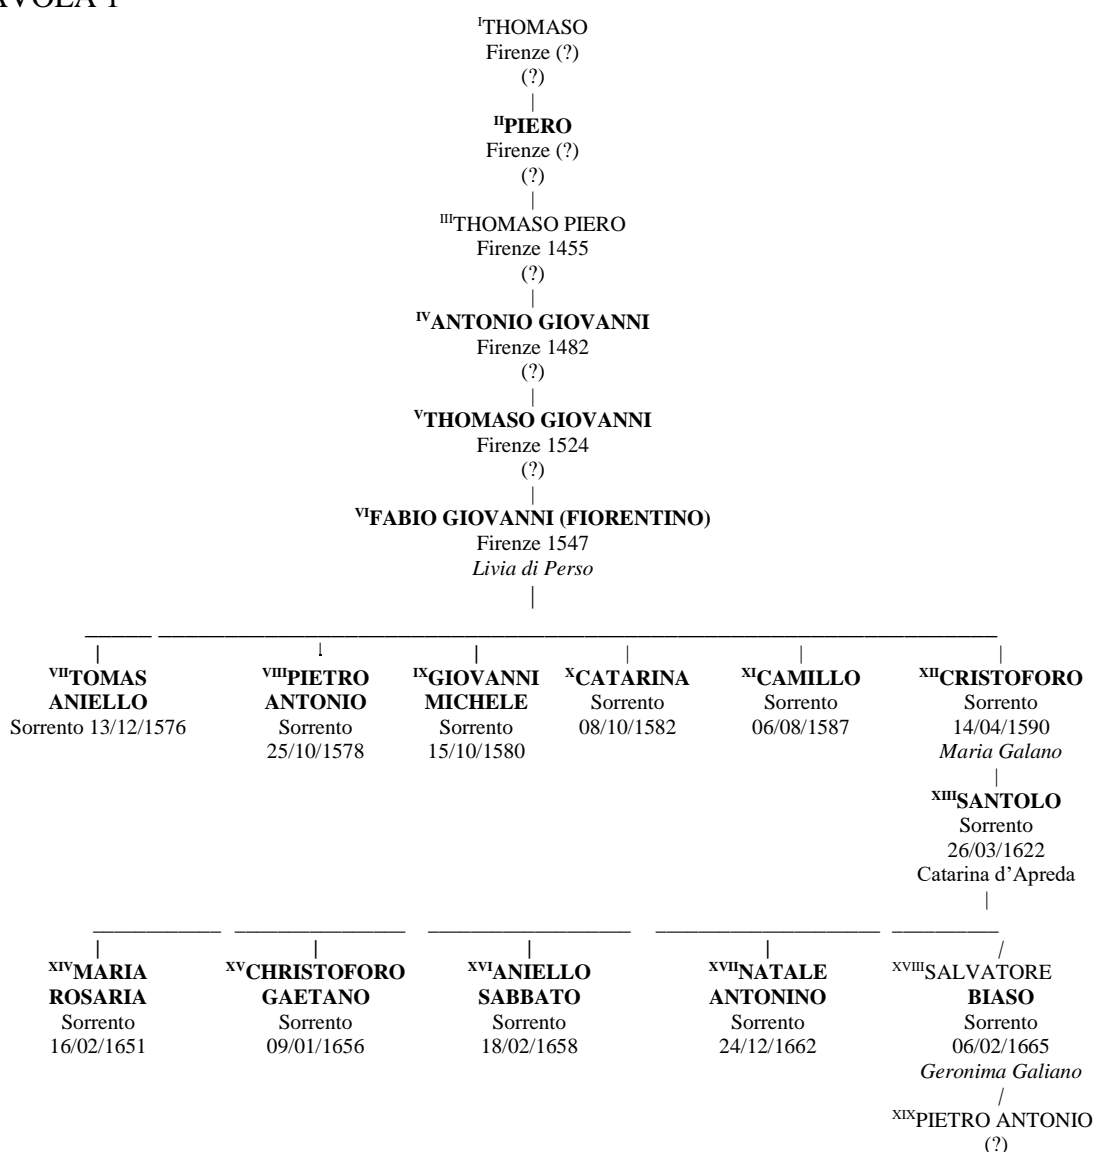 AVOLA 1
ITHOMASO
Firenze (?)
(?)
|
IIPIERO
Firenze (?)
(?)
|
IIITHOMASO PIERO
Firenze 1455
(?)
|
IVANTONIO GIOVANNI
Firenze 1482
(?)
|
VTHOMASO GIOVANNI
Firenze 1524
(?)
|
VIFABIO GIOVANNI (FIORENTINO)
Firenze 1547
Livia di Perso
|
VIITOMAS
ANIELLO
Sorrento 13/12/1576
VIIIPIETRO
ANTONIO
Sorrento
25/10/1578
IXGIOVANNI
MICHELE
Sorrento
15/10/1580
XCATARINA
Sorrento
08/10/1582
XICAMILLO
Sorrento
06/08/1587
XIICRISTOFORO
Sorrento
14/04/1590
Maria Galano
|
XIIISANTOLO
Sorrento
26/03/1622
Catarina d’Apreda
|
XIVMARIA
ROSARIA
Sorrento
16/02/1651
XVCHRISTOFORO
GAETANO
Sorrento
09/01/1656
XVIANIELLO
SABBATO
Sorrento
18/02/1658
XVIINATALE
ANTONINO
Sorrento
24/12/1662
/
XVIIISALVATORE
BIASO
Sorrento
06/02/1665
Geronima Galiano
/
XIXPIETRO ANTONIO
(?)